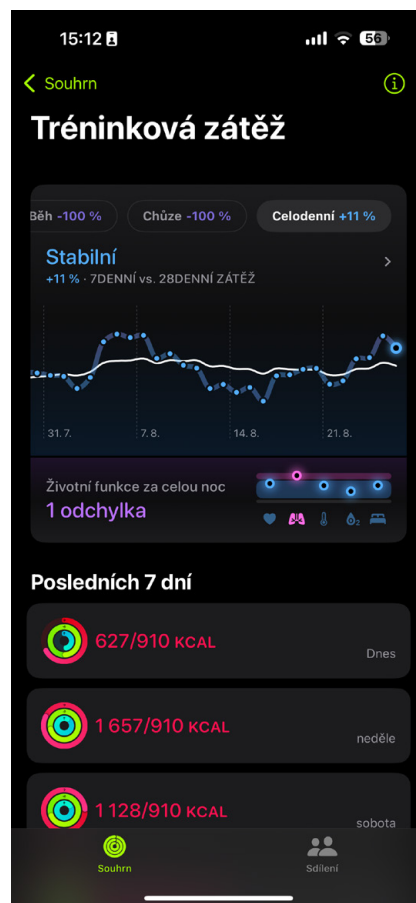 15:12
56
Souhrn
Tréninková zátěž
Běh -100 %
Chůze -100 %
Celodenní +11 %
Stabilní
+11 % · 7DENNÍ vs. 28DENNÍ ZÁTĚŽ
31. 7.
7. 8.
14. 8.
21. 8.
Životní funkce za celou noc
1 odchylka
O₂
Posledních 7 dní
627/910 KCAL
Dnes
1 657/910 KCAL
neděle
1 128/910 KCAL
sobota
Souhrn
Sdílení